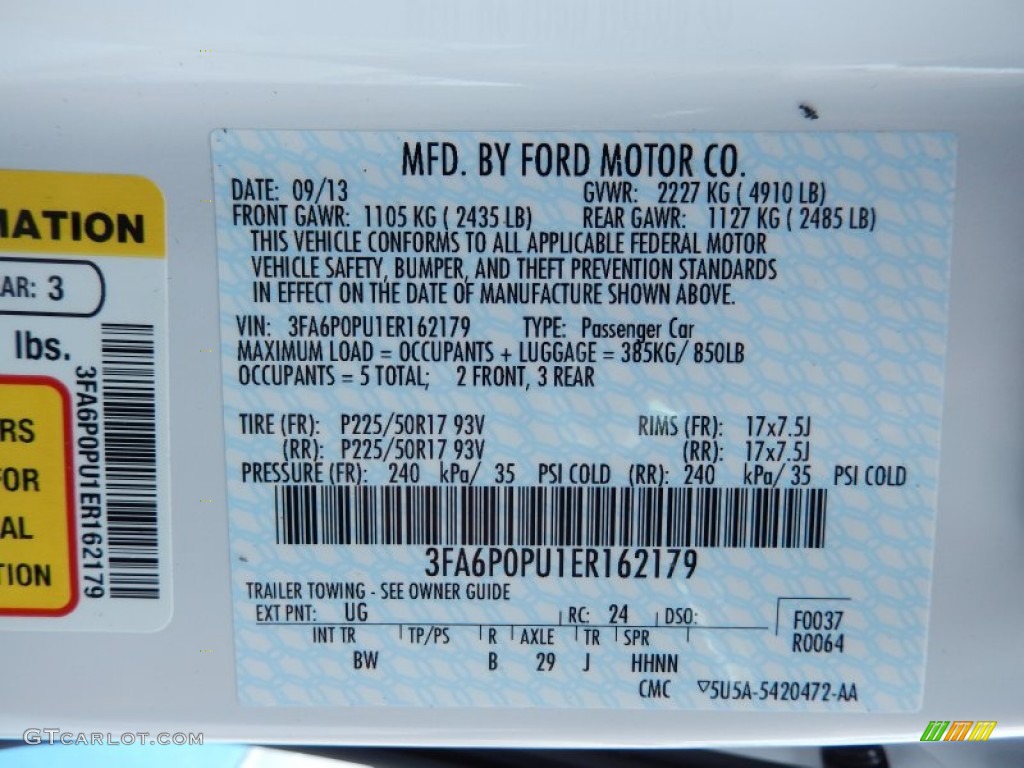 MATION
AR: 3
lbs.
3FA6P0PU1ER162179
RS
FOR
AL
TION
MFD. BY FORD MOTOR CO.
DATE: 09/13 GVWR: 2227 KG ( 4910 LB)
FRONT GAWR: 1105 KG ( 2435 LB) REAR GAWR: 1127 KG ( 2485 LB)
THIS VEHICLE CONFORMS TO ALL APPLICABLE FEDERAL MOTOR
VEHICLE SAFETY, BUMPER, AND THEFT PREVENTION STANDARDS
IN EFFECT ON THE DATE OF MANUFACTURE SHOWN ABOVE.
VIN: 3FA6P0PU1ER162179 TYPE: Passenger Car
MAXIMUM LOAD = OCCUPANTS + LUGGAGE = 385KG/ 850LB
OCCUPANTS = 5 TOTAL; 2 FRONT, 3 REAR
TIRE (FR): P225/50R17 93V RIMS (FR): 17x7.5J
(RR): P225/50R17 93V (RR): 17x7.5J
PRESSURE (FR): 240 kPa/ 35 PSI COLD (RR): 240 kPa/ 35 PSI COLD
3FA6P0PU1ER162179
TRAILER TOWING - SEE OWNER GUIDE
EXT PNT: UG RC: 24 DSO: F0037
INT TR TP/PS R AXLE TR SPR R0064
BW B 29 J HHNN
CMC ▽5U5A-5420472-AA
GTCARLOT.COM